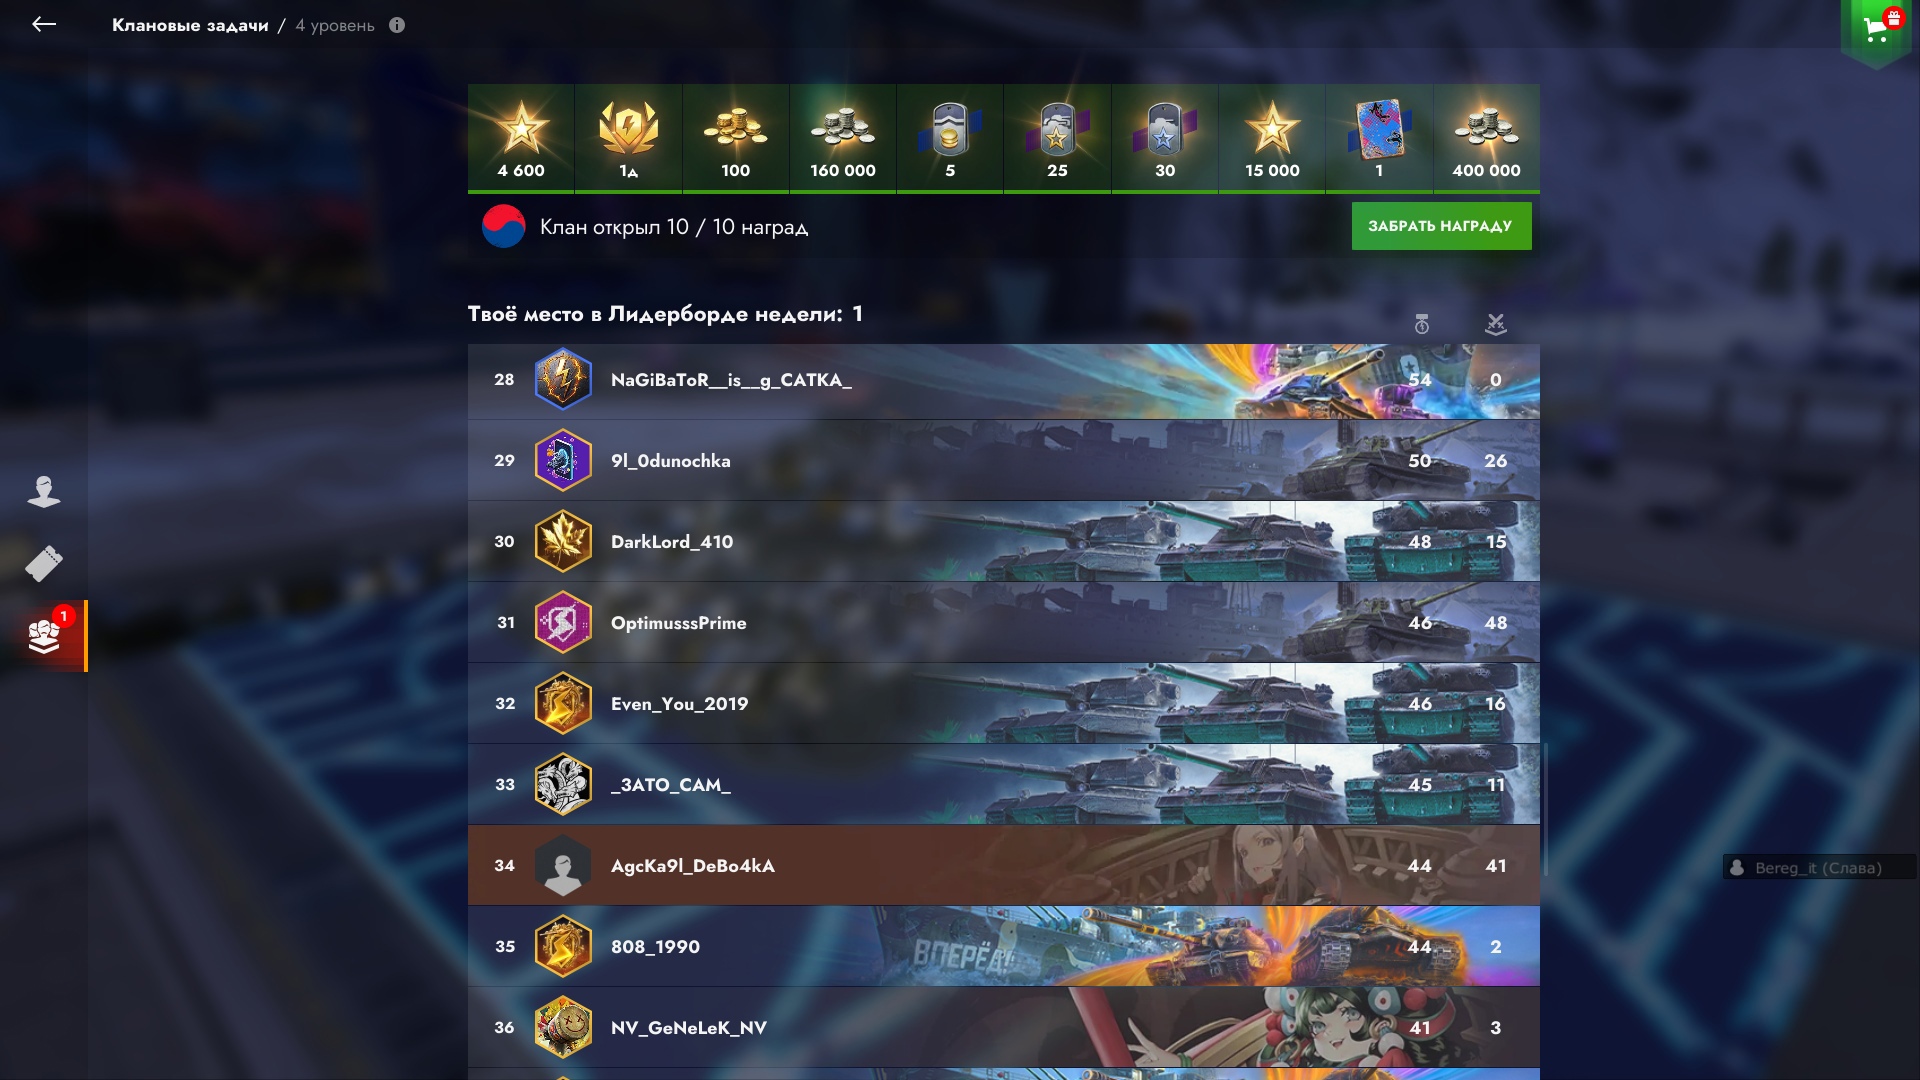 Клановые задачи / 4 уровень
4 600 1д 100 160 000 5 25 30 15 000 1 400 000
Клан открыл 10 / 10 наград
ЗАБРАТЬ НАГРАДУ
Твоё место в Лидерборде недели: 1
28 NaGiBaToR__is__g_CATKA_ 54 0
29 9l_0dunochka 50 26
30 DarkLord_410 48 15
31 OptimusssPrime 46 48
1
32 Even_You_2019 46 16
33 _3ATO_CAM_ 45 11
34 AgcKa9l_DeBo4kA 44 41
Bereg_it (Слава)
35 808_1990 ВПЕРЁД! 44 2
36 NV_GeNeLeK_NV 41 3